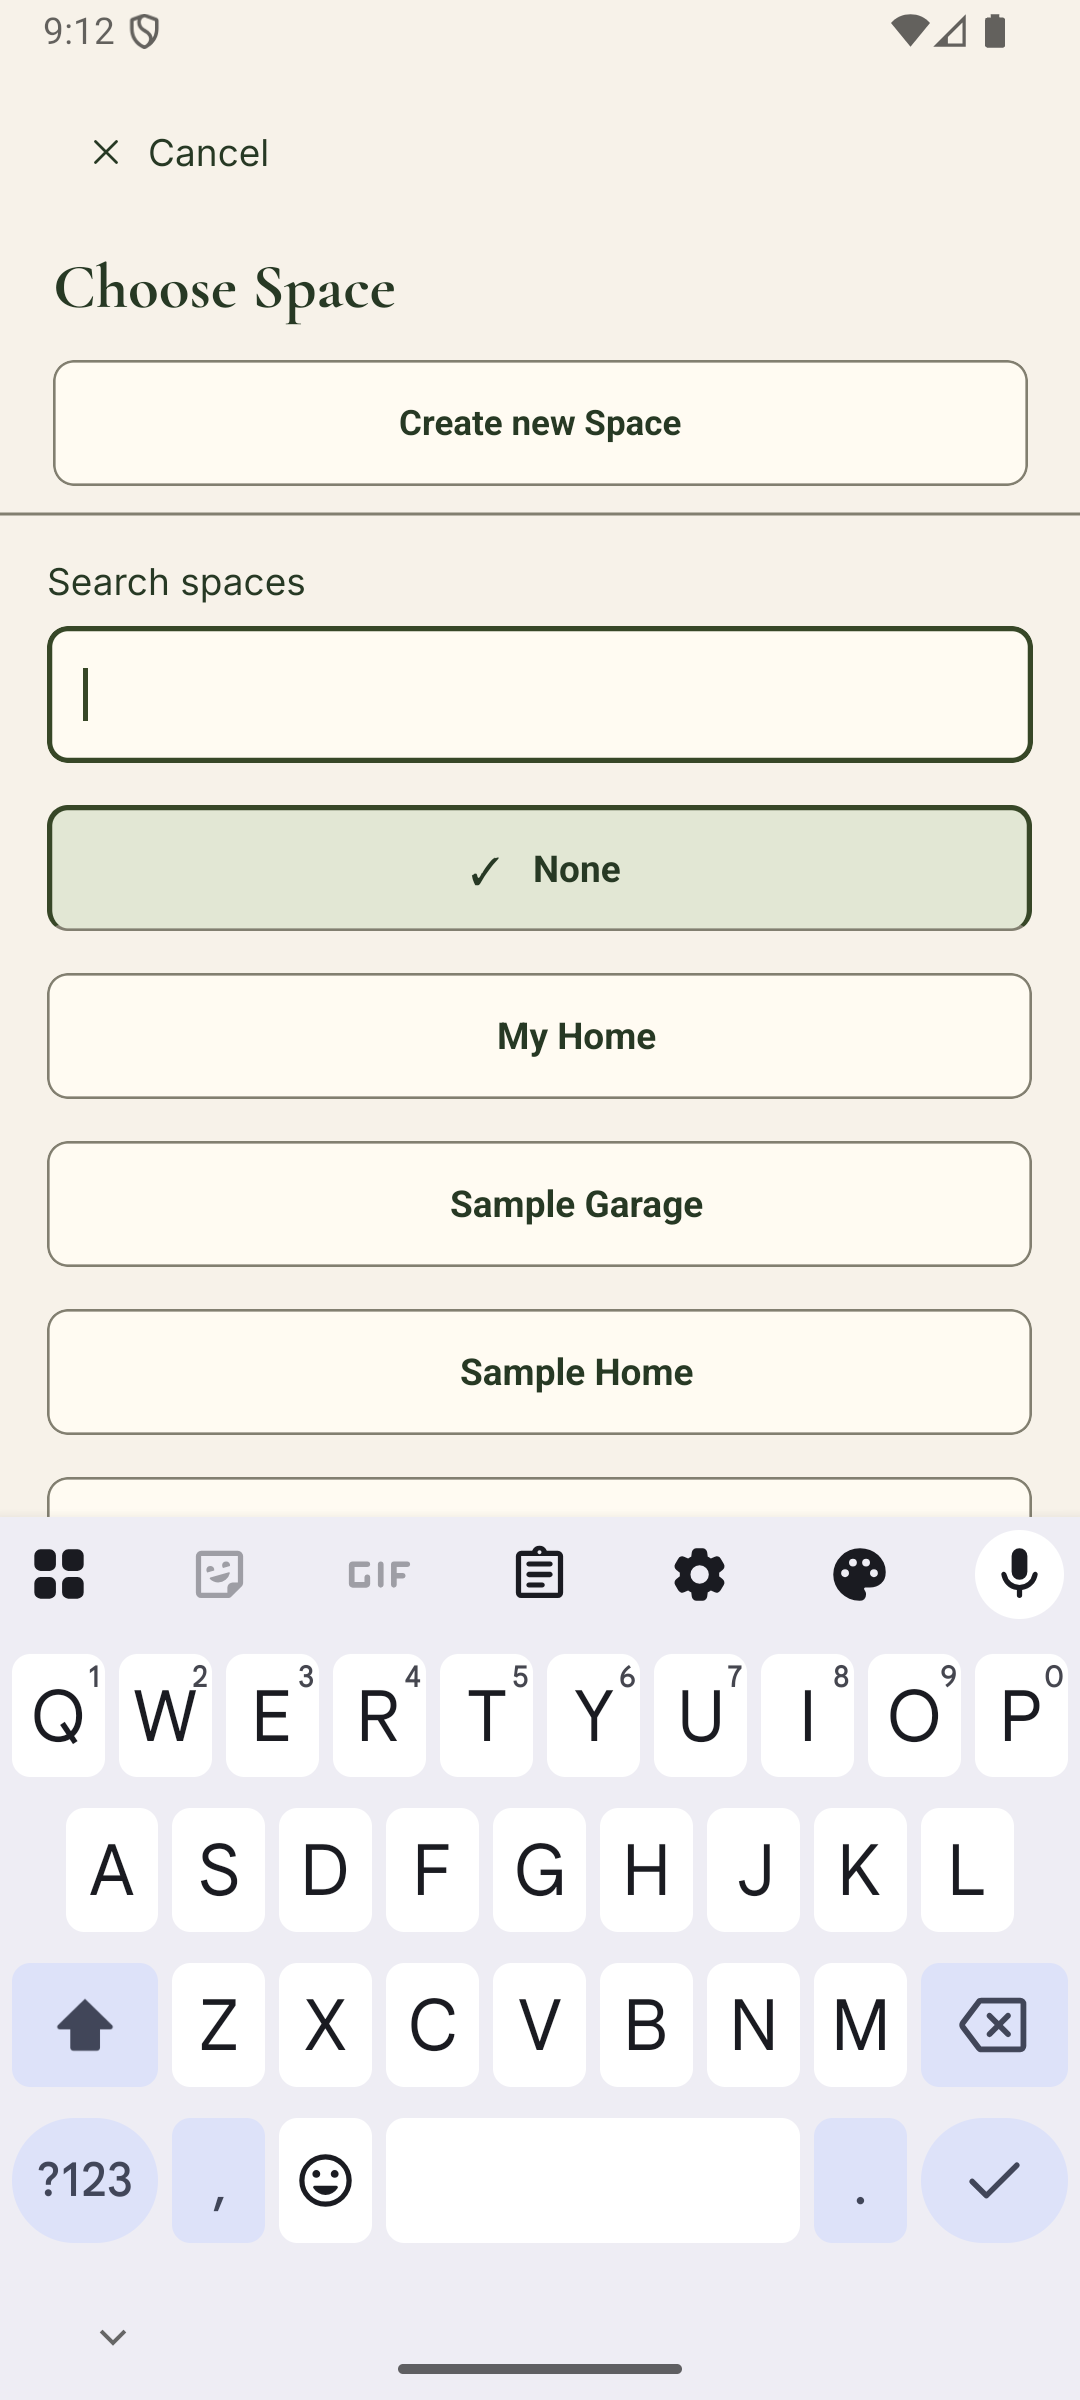 9:12
Cancel
Choose Space
Create new Space
Search spaces
✓ None
My Home
Sample Garage
Sample Home
GIF
Q1 W2 E3 R4 T5 Y6 U7 I8 O9 P0
A S D F G H J K L
Z X C V B N M
?123 , .